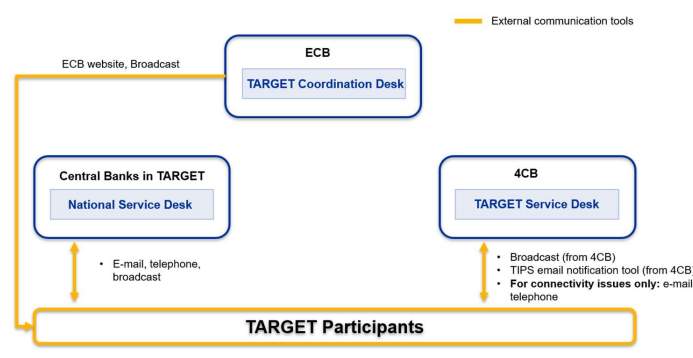 External communication tools
ECB
ECB website, Broadcast
TARGET Coordination Desk
Central Banks in TARGET
National Service Desk
4CB
TARGET Service Desk
• E-mail, telephone,
broadcast
• Broadcast (from 4CB)
• TIPS email notification tool (from 4CB)
• For connectivity issues only: e-mail
telephone
TARGET Participants